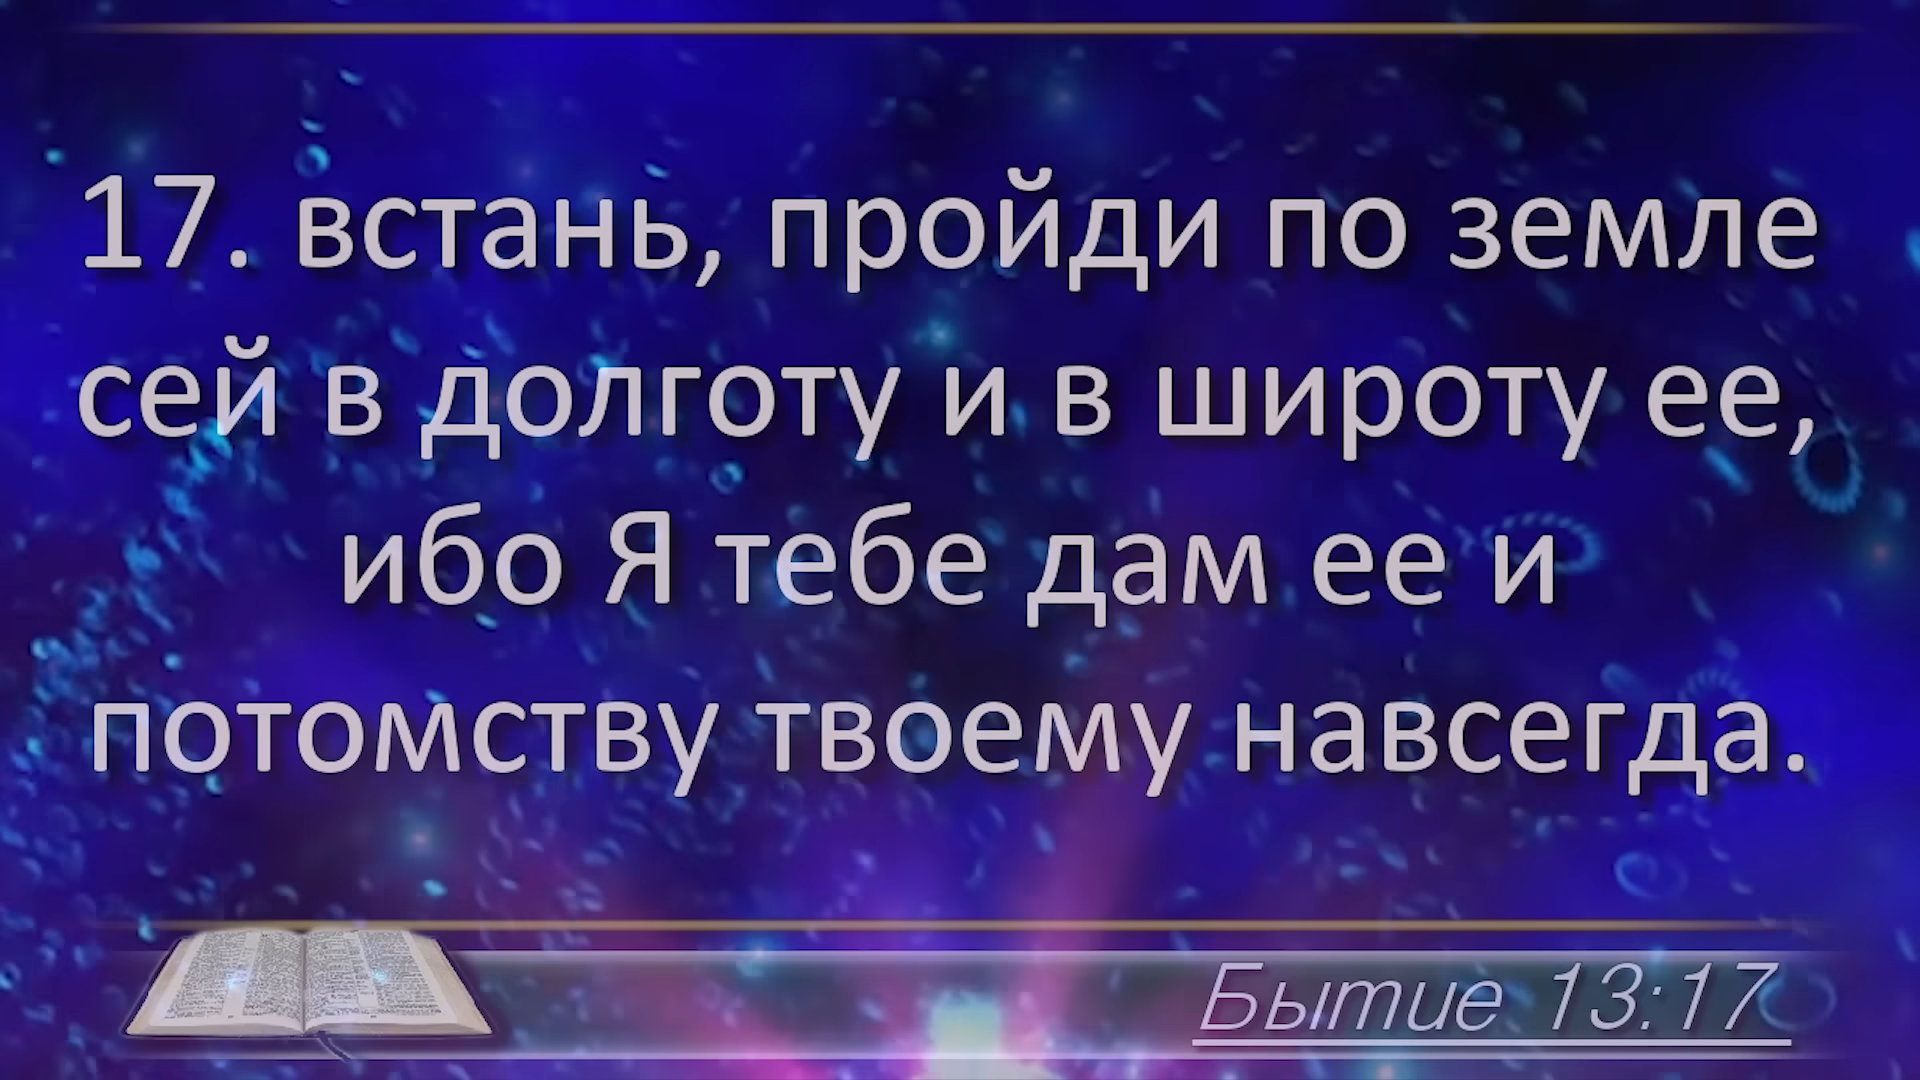 17. встань, пройди по земле
сей в долготу и в широту ее,
ибо Я тебе дам ее и
потомству твоему навсегда.
Бытие 13:17